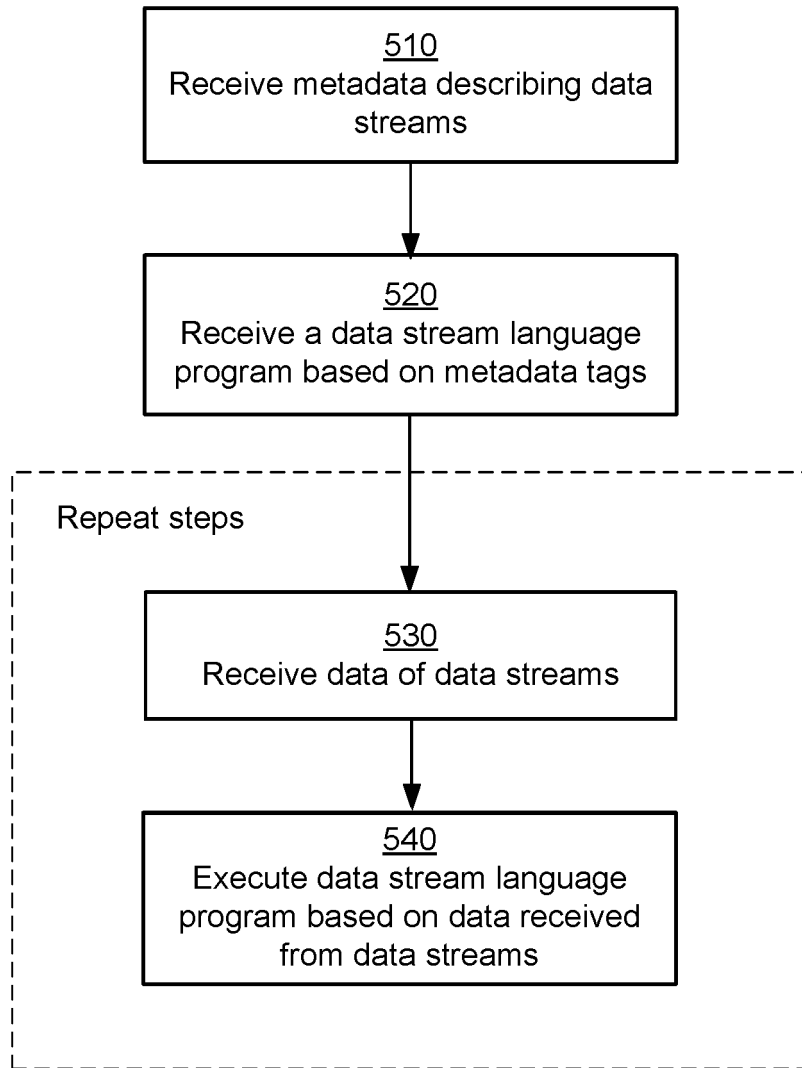 510
Receive metadata describing data
streams
520
Receive a data stream language
program based on metadata tags
Repeat steps
530
Receive data of data streams
540
Execute data stream language
program based on data received
from data streams